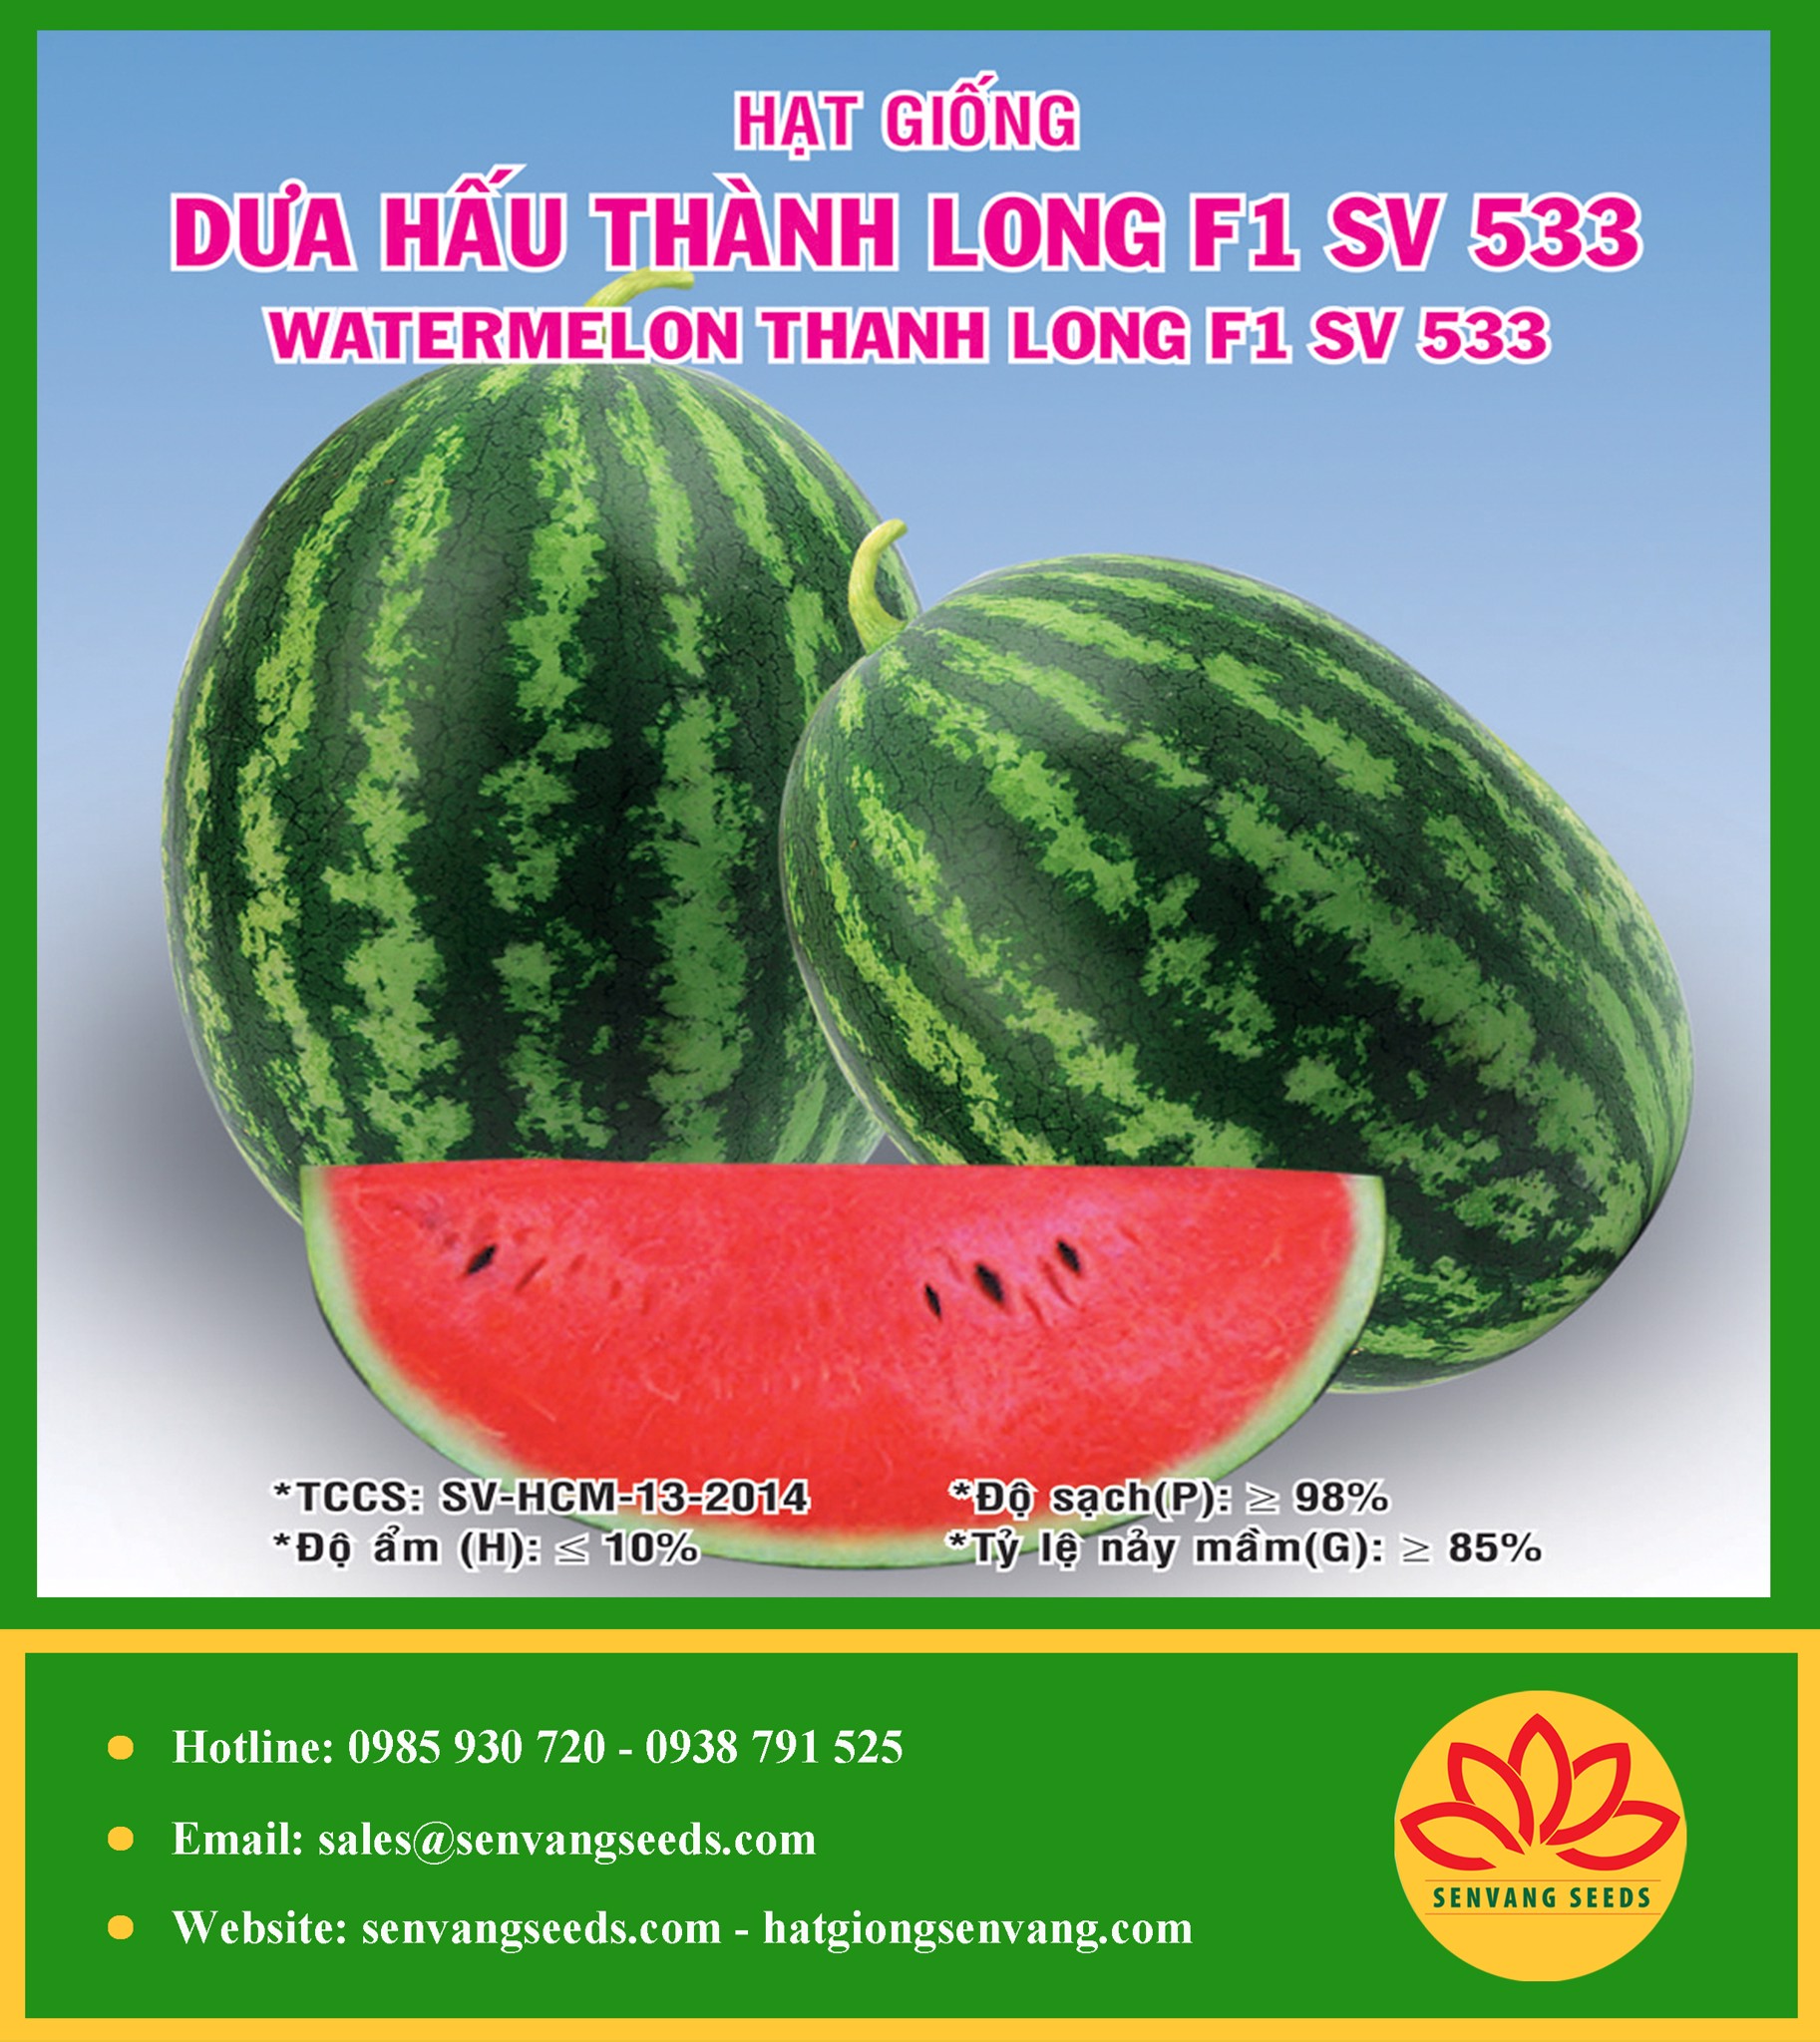 HẠT GIỐNG
DƯA HẤU THÀNH LONG F1 SV 533
WATERMELON THANH LONG F1 SV 533
*TCCS: SV-HCM-13-2014
*Độ ẩm (H): ≤ 10%
*Độ sạch(P): ≥ 98%
*Tỷ lệ nảy mầm(G): ≥ 85%
Hotline: 0985 930 720 - 0938 791 525
Email: sales@senvangseeds.com
Website: senvangseeds.com - hatgiongsenvang.com
SENVANG SEEDS